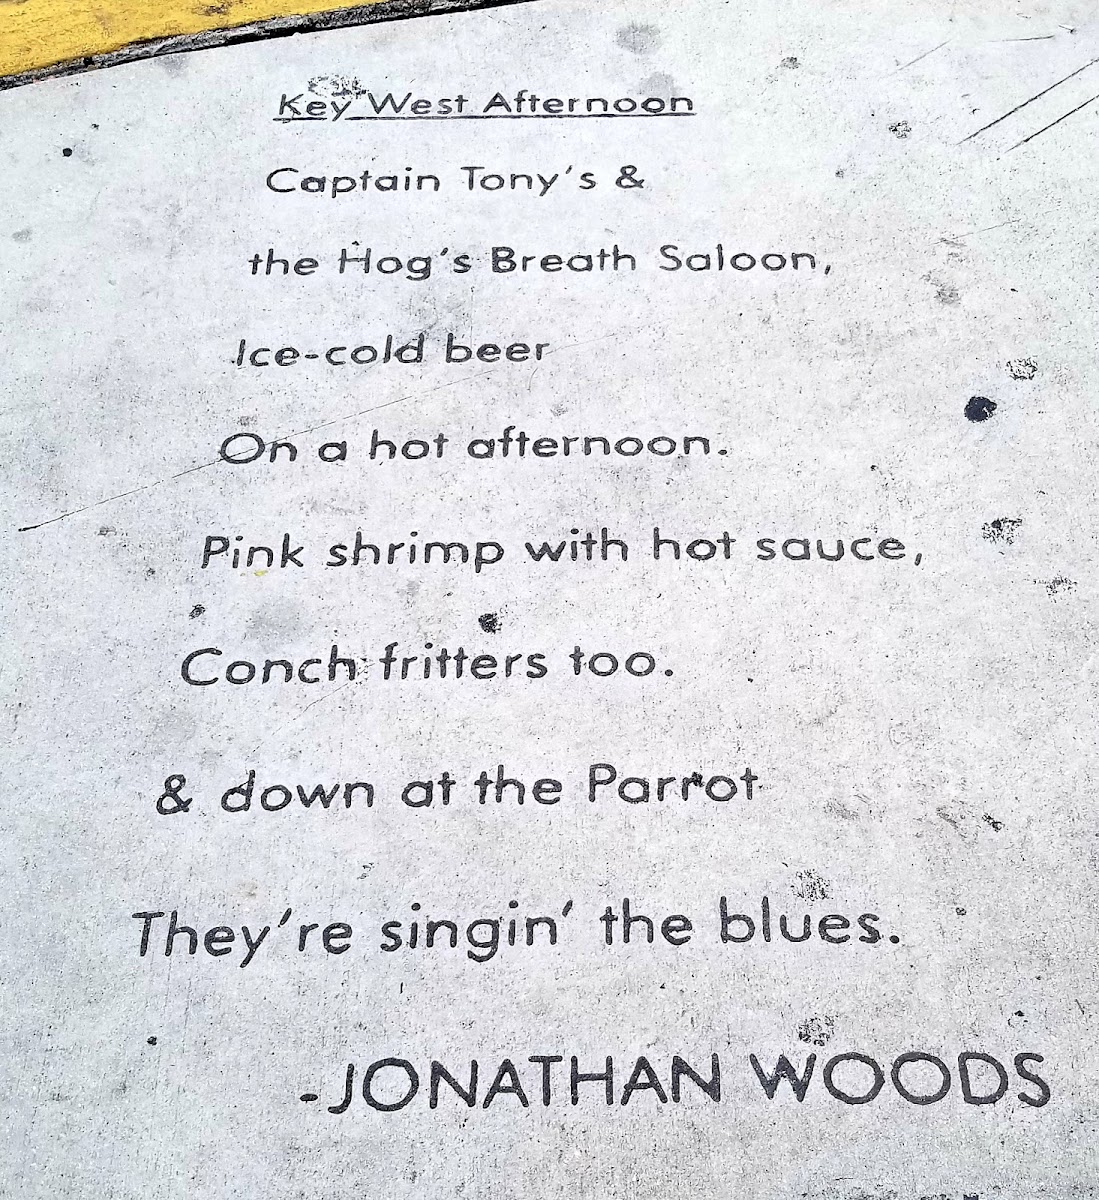 Key West Afternoon
Captain Tony's &
the Hog's Breath Saloon,
Ice-cold beer
On a hot afternoon.
Pink shrimp with hot sauce,
Conch fritters too.
& down at the Parrot
They're singin' the blues.
-JONATHAN WOODS